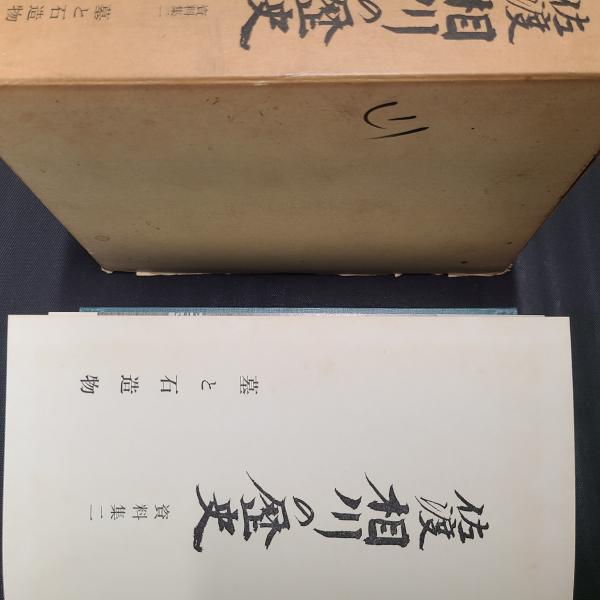 佐渡
相川の歴史
資料集二
墓と石造物
二
佐渡
相川の歴史
資料集二
墓と石造物